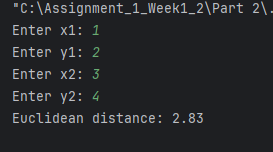 "C:\Assignment_1_Week1_2\Part 2\.
Enter x1: 1
Enter y1: 2
Enter x2: 3
Enter y2: 4
Euclidean distance: 2.83